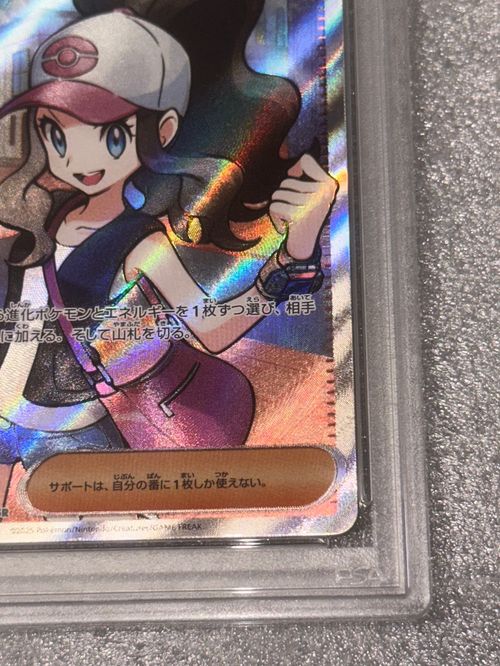 進化ポケモンとエネルギーを1枚ずつ選び、相手
に加える。そして山札を切る。
サポートは、自分の番に1枚しか使えない。
SR
©2025 Pokémon/Nintendo/Creatures/GAME FREAK
PSA